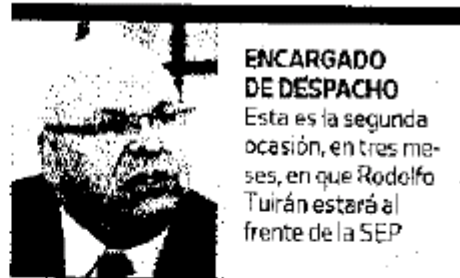 ENCARGADO
DE DESPACHO
Esta es la segunda
ocasión, en tres me-
ses, en que Rodolfo
Tuirán estará al
frente de la SEP